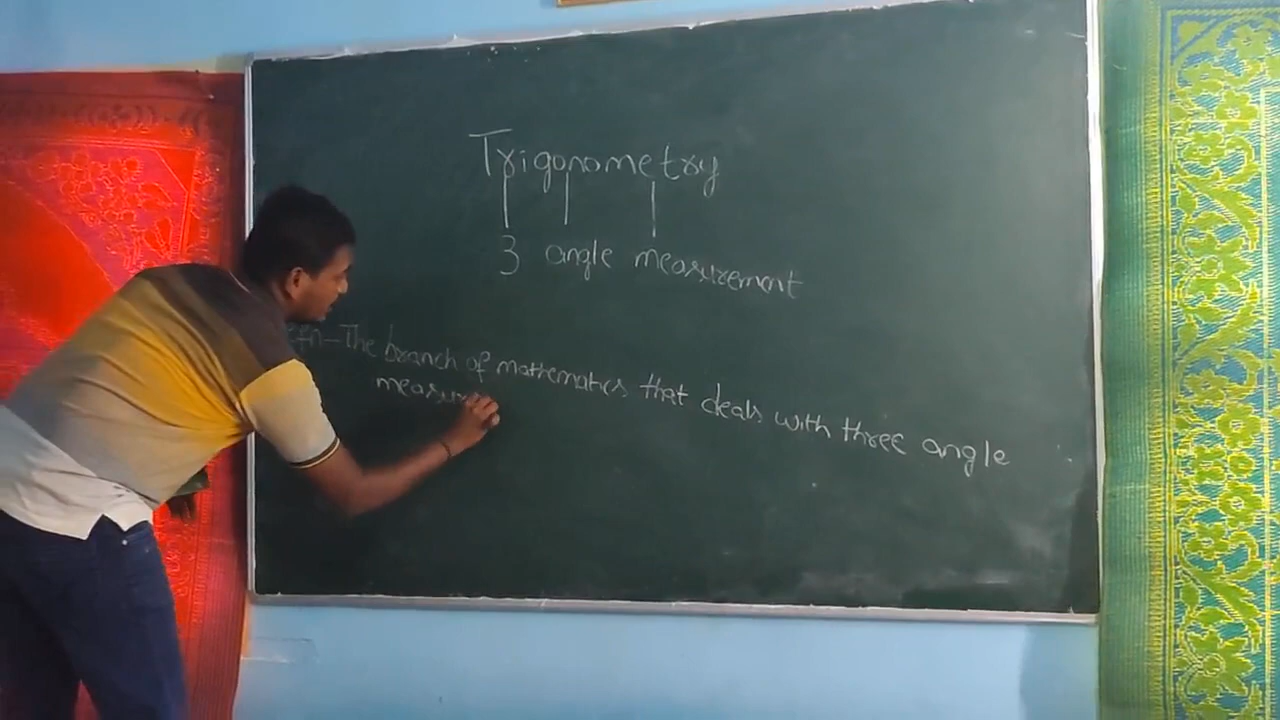 Trigonometry
3 angle measurement
Defn-The branch of mathematics that deals with three angle
measure